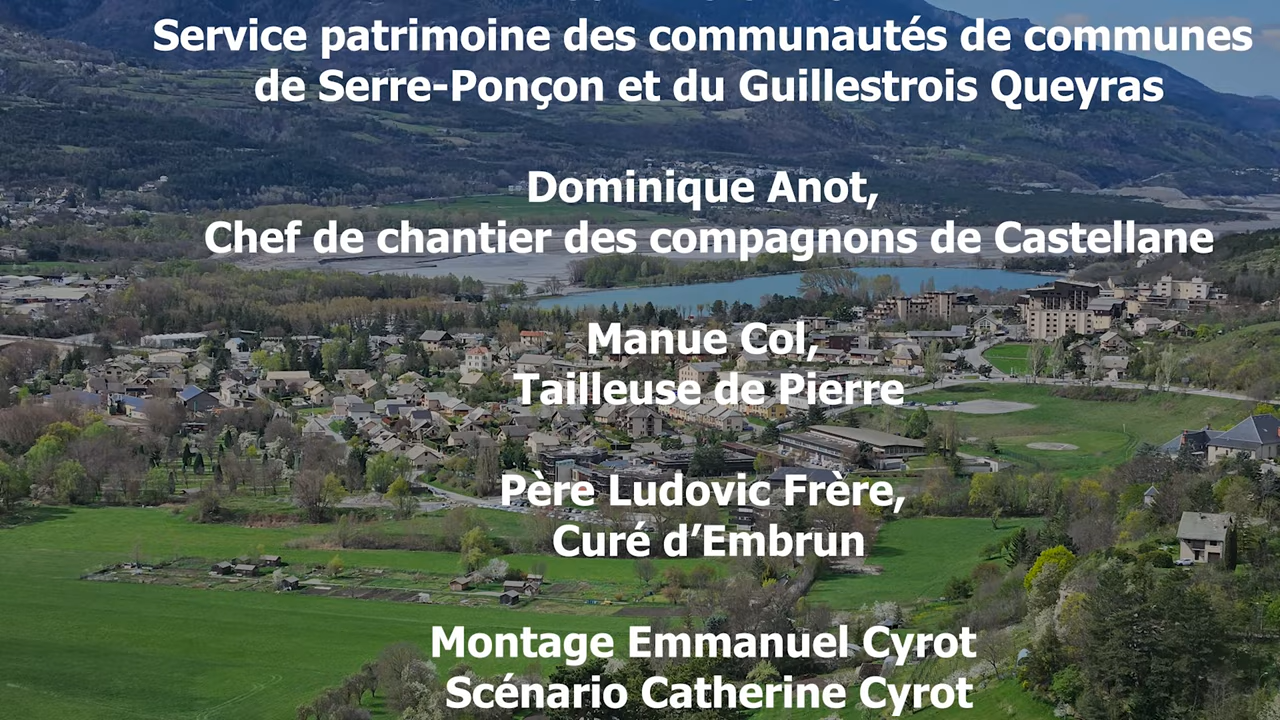 Service patrimoine des communautés de communes
de Serre-Ponçon et du Guillestrois Queyras
Dominique Anot,
Chef de chantier des compagnons de Castellane
Manue Col,
Tailleuse de Pierre
Père Ludovic Frère,
Curé d’Embrun
Montage Emmanuel Cyrot
Scénario Catherine Cyrot